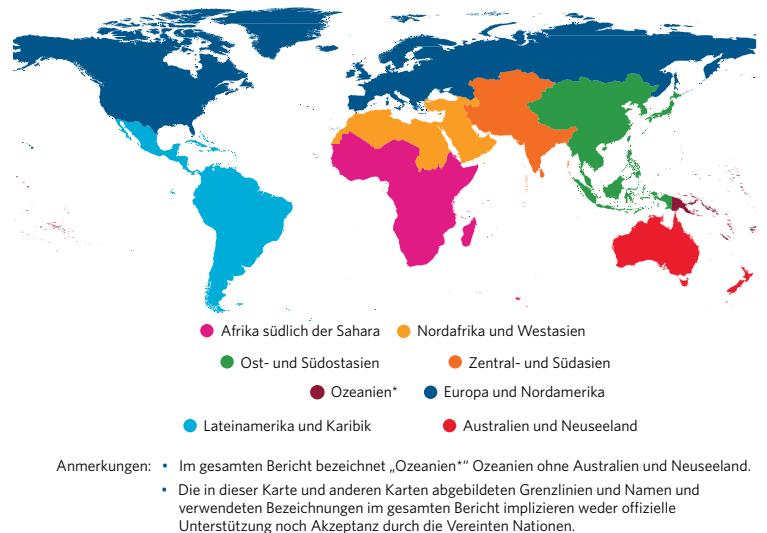 Afrika südlich der Sahara
Nordafrika und Westasien
Ost- und Südostasien
Zentral- und Südasien
Ozeanien*
Europa und Nordamerika
Lateinamerika und Karibik
Australien und Neuseeland
Anmerkungen: • Im gesamten Bericht bezeichnet „Ozeanien*“ Ozeanien ohne Australien und Neuseeland.
• Die in dieser Karte und anderen Karten abgebildeten Grenzlinien und Namen und
verwendeten Bezeichnungen im gesamten Bericht implizieren weder offizielle
Unterstützung noch Akzeptanz durch die Vereinten Nationen.